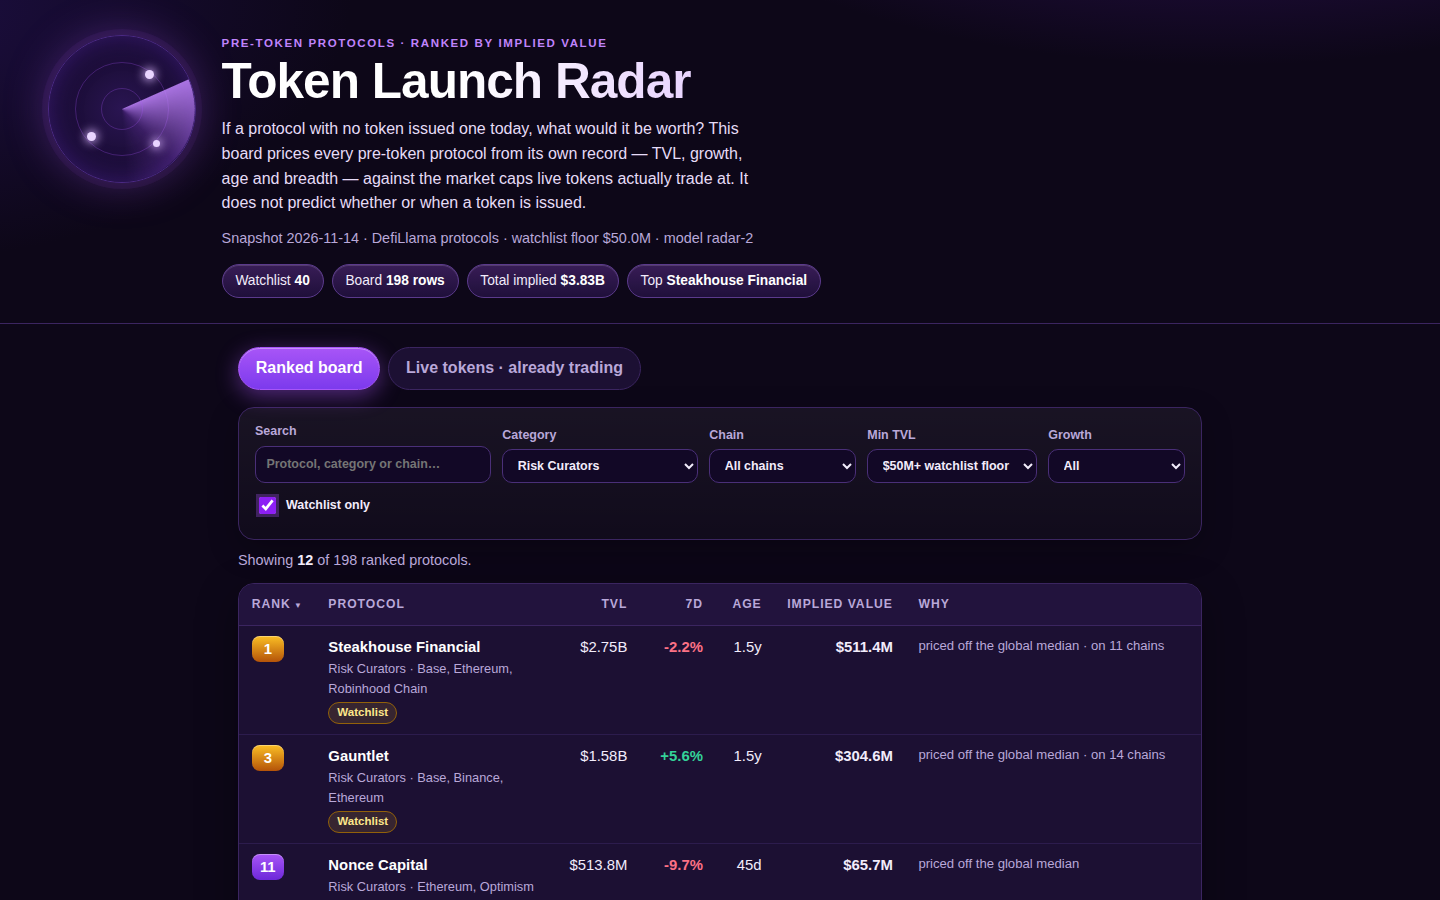 PRE-TOKEN PROTOCOLS · RANKED BY IMPLIED VALUE
Token Launch Radar
If a protocol with no token issued one today, what would it be worth? This
board prices every pre-token protocol from its own record — TVL, growth,
age and breadth — against the market caps live tokens actually trade at. It
does not predict whether or when a token is issued.
Snapshot 2026-11-14 · DefiLlama protocols · watchlist floor $50.0M · model radar-2
Watchlist 40 Board 198 rows Total implied $3.83B Top Steakhouse Financial
Ranked board Live tokens · already trading
Search Category Chain Min TVL Growth
Protocol, category or chain… Risk Curators All chains $50M+ watchlist floor All
Watchlist only
Showing 12 of 198 ranked protocols.
RANK ▼ PROTOCOL TVL 7D AGE IMPLIED VALUE WHY
1 Steakhouse Financial $2.75B -2.2% 1.5y $511.4M priced off the global median · on 11 chains
Risk Curators · Base, Ethereum,
Robinhood Chain
Watchlist
3 Gauntlet $1.58B +5.6% 1.5y $304.6M priced off the global median · on 14 chains
Risk Curators · Base, Binance,
Ethereum
Watchlist
11 Nonce Capital $513.8M -9.7% 45d $65.7M priced off the global median
Risk Curators · Ethereum, Optimism